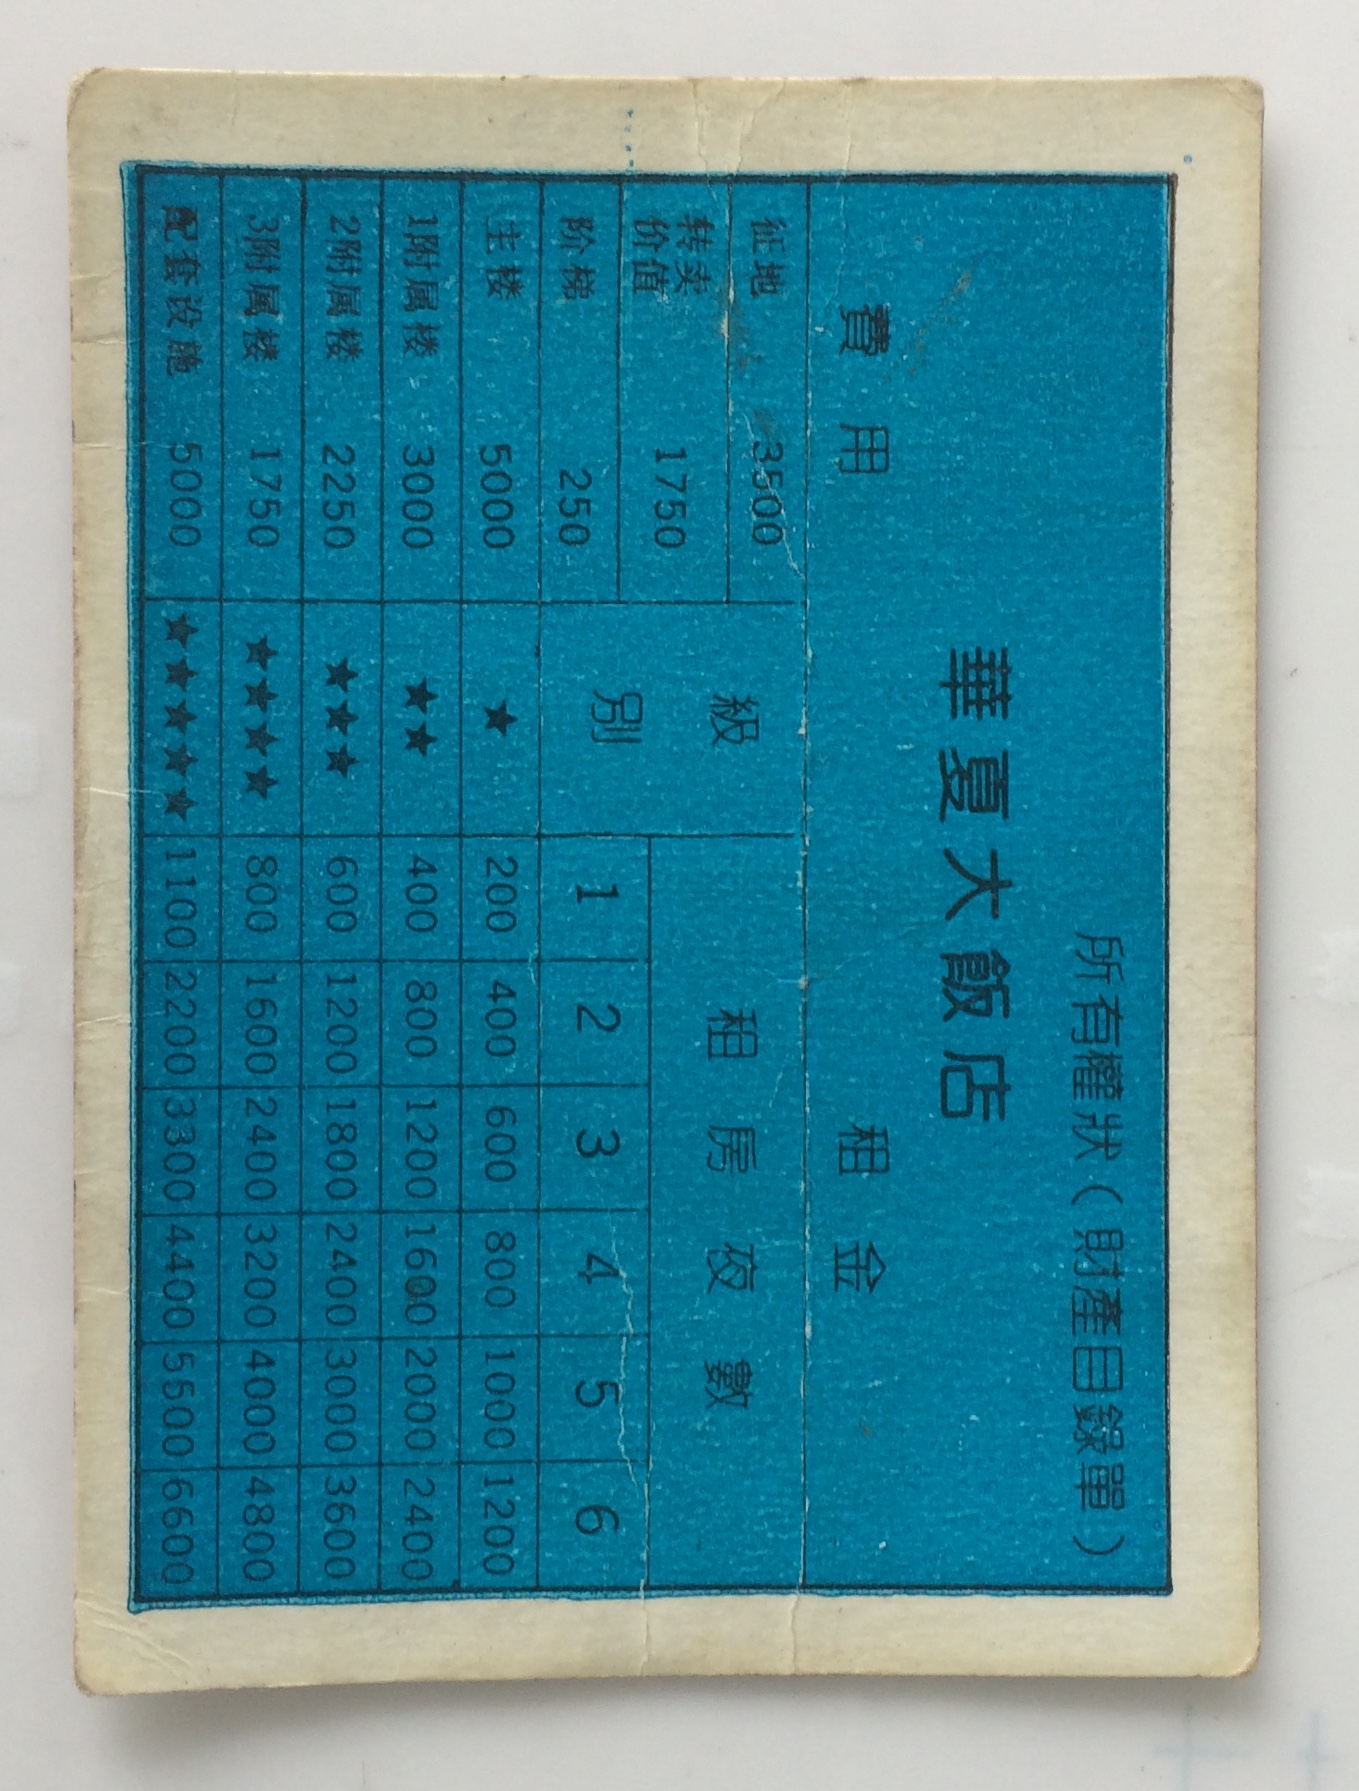 所有權狀（財產目錄單）
華夏大飯店
費用 租金
征地 3500 級別 租房夜數
转卖价值 1750
阶梯 250 1 2 3 4 5 6
主楼 5000 ★ 200 400 600 800 1000 1200
1附属楼 3000 ★★ 400 800 1200 1600 2000 2400
2附属楼 2250 ★★★ 600 1200 1800 2400 3000 3600
3附属楼 1750 ★★★★ 800 1600 2400 3200 4000 4800
配套设施 5000 ★★★★★ 1100 2200 3300 4400 5500 6600